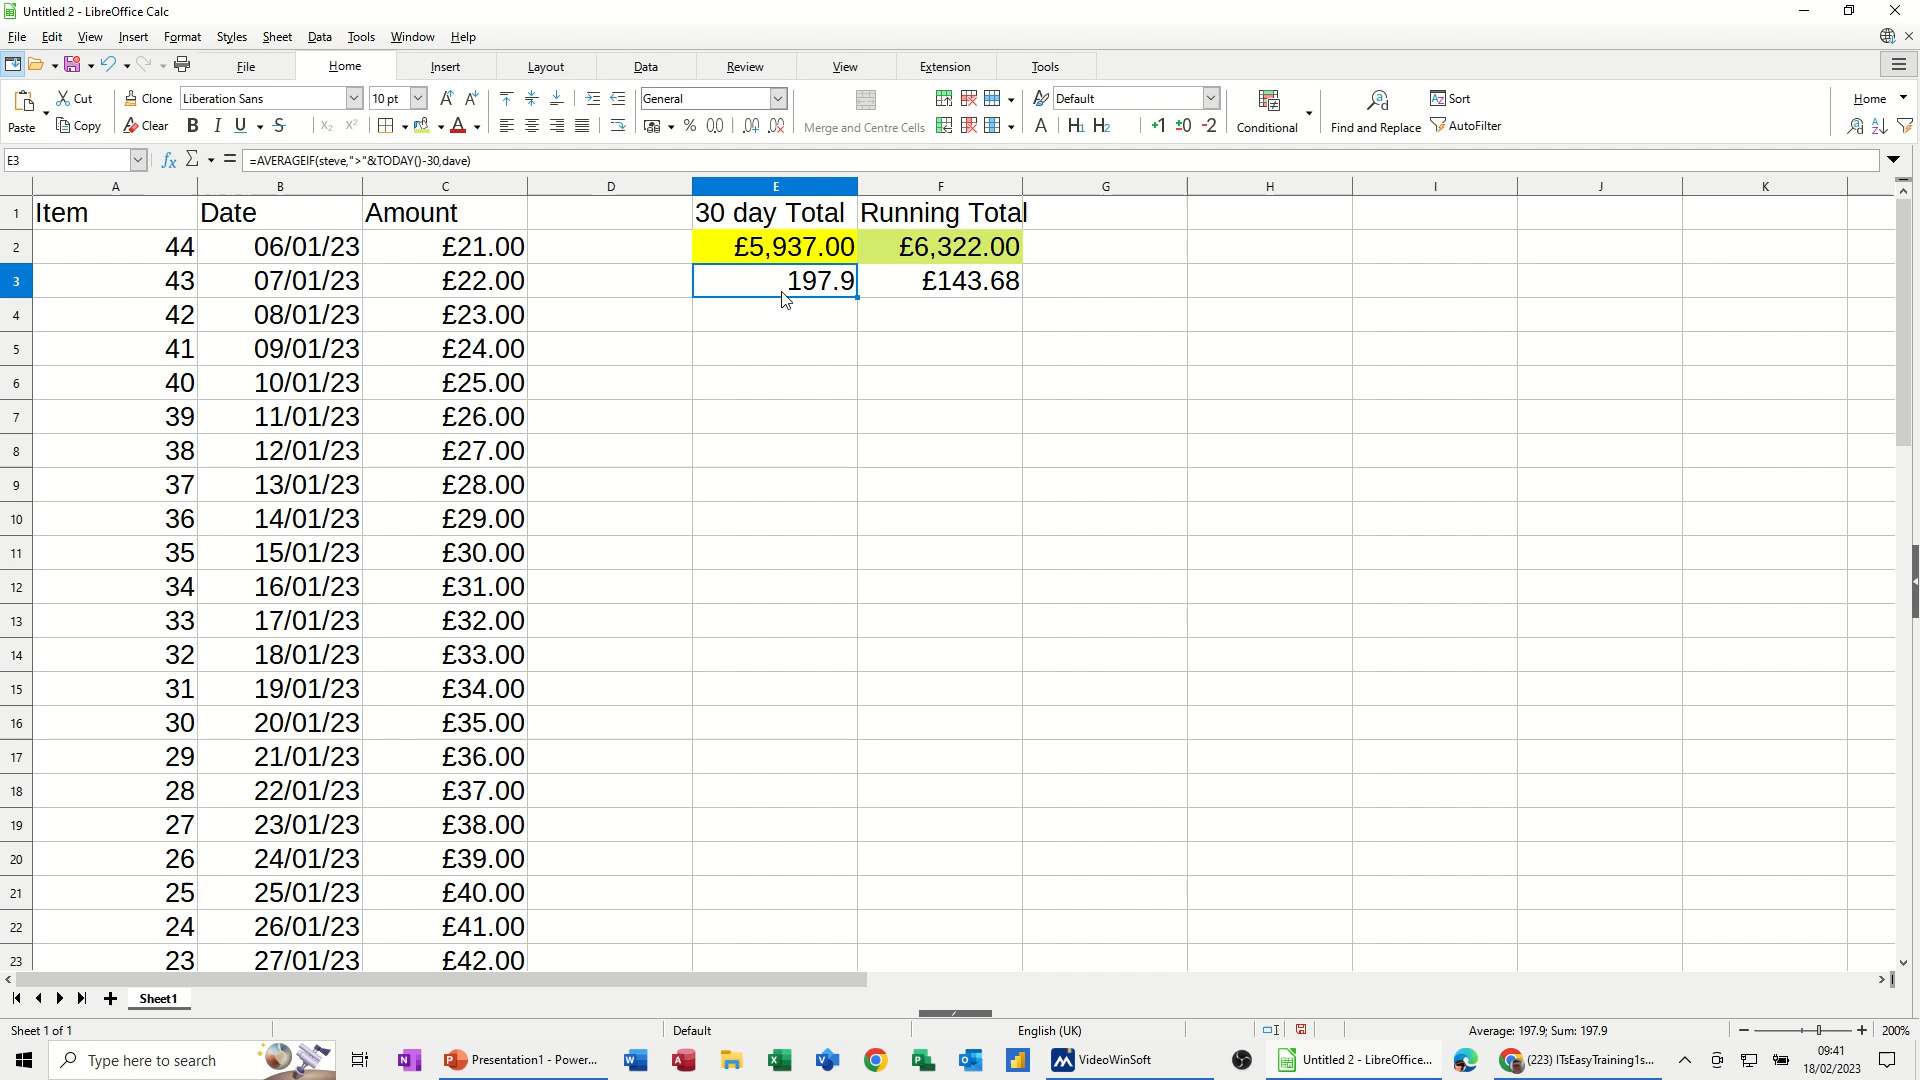 Untitled 2 - LibreOffice Calc
File Edit View Insert Format Styles Sheet Data Tools Window Help
File Home Insert Layout Data Review View Extension Tools
Paste Cut Copy Clone Clear Liberation Sans 10 pt General Merge and Centre Cells Default Conditional Find and Replace Sort AutoFilter Home
E3 =AVERAGEIF(steve,">"&TODAY()-30,dave)
A B C D E F G H I J K
1 Item Date Amount 30 day Total Running Total
2 44 06/01/23 £21.00 £5,937.00 £6,322.00
3 43 07/01/23 £22.00 197.9 £143.68
4 42 08/01/23 £23.00
5 41 09/01/23 £24.00
6 40 10/01/23 £25.00
7 39 11/01/23 £26.00
8 38 12/01/23 £27.00
9 37 13/01/23 £28.00
10 36 14/01/23 £29.00
11 35 15/01/23 £30.00
12 34 16/01/23 £31.00
13 33 17/01/23 £32.00
14 32 18/01/23 £33.00
15 31 19/01/23 £34.00
16 30 20/01/23 £35.00
17 29 21/01/23 £36.00
18 28 22/01/23 £37.00
19 27 23/01/23 £38.00
20 26 24/01/23 £39.00
21 25 25/01/23 £40.00
22 24 26/01/23 £41.00
23 23 27/01/23 £42.00
Sheet1
Sheet 1 of 1 Default English (UK) Average: 197.9; Sum: 197.9 200%
Type here to search Presentation1 - Power... VideoWinSoft Untitled 2 - LibreOffice... (223) ITsEasyTraining1s... 09:41
18/02/2023